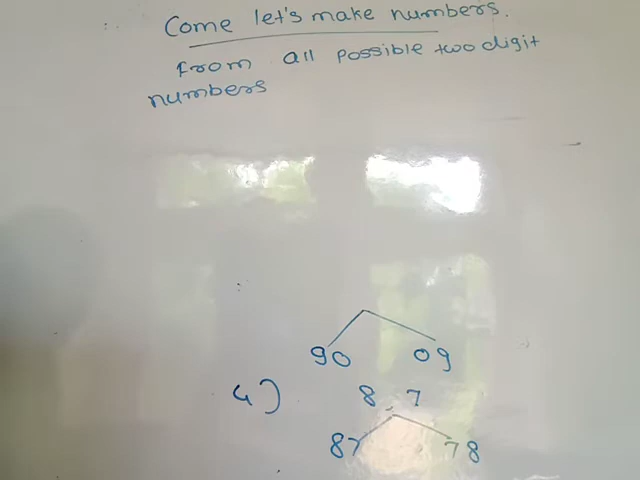 Come let's make numbers.
From all possible two digit
numbers
90 09
4) 8, 7
87 78